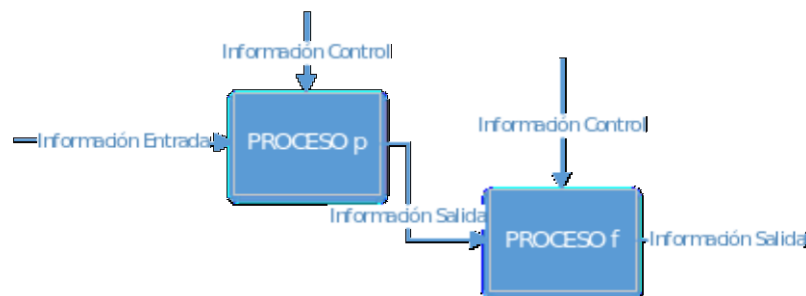 Información Control
Información Entrada
PROCESO p
Información Control
Información Salida
PROCESO f
Información Salida